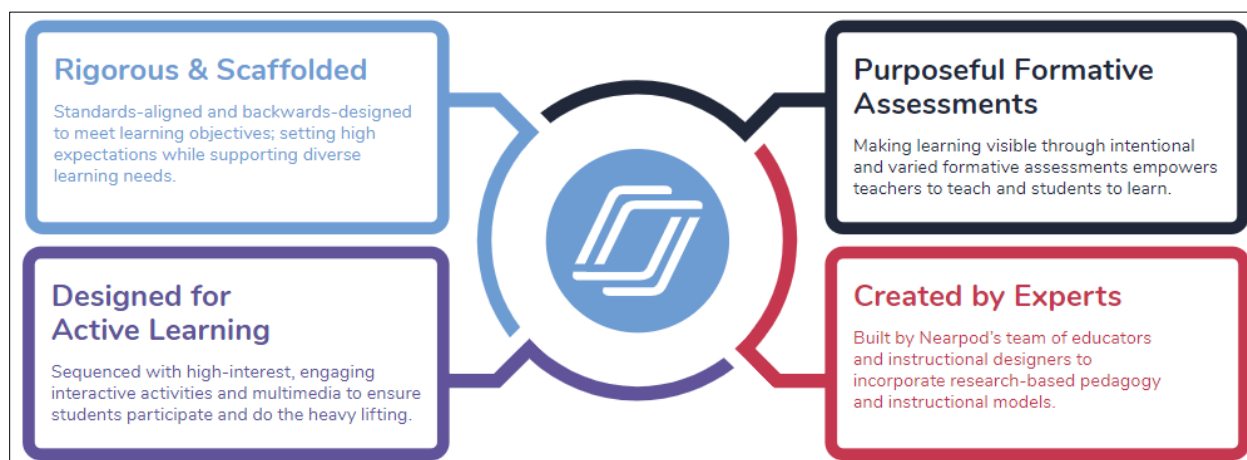 Rigorous & Scaffolded
Standards-aligned and backwards-designed
to meet learning objectives; setting high
expectations while supporting diverse
learning needs.
Purposeful Formative
Assessments
Making learning visible through intentional
and varied formative assessments empowers
teachers to teach and students to learn.
Designed for
Active Learning
Sequenced with high-interest, engaging
interactive activities and multimedia to ensure
students participate and do the heavy lifting.
Created by Experts
Built by Nearpod's team of educators
and instructional designers to
incorporate research-based pedagogy
and instructional models.